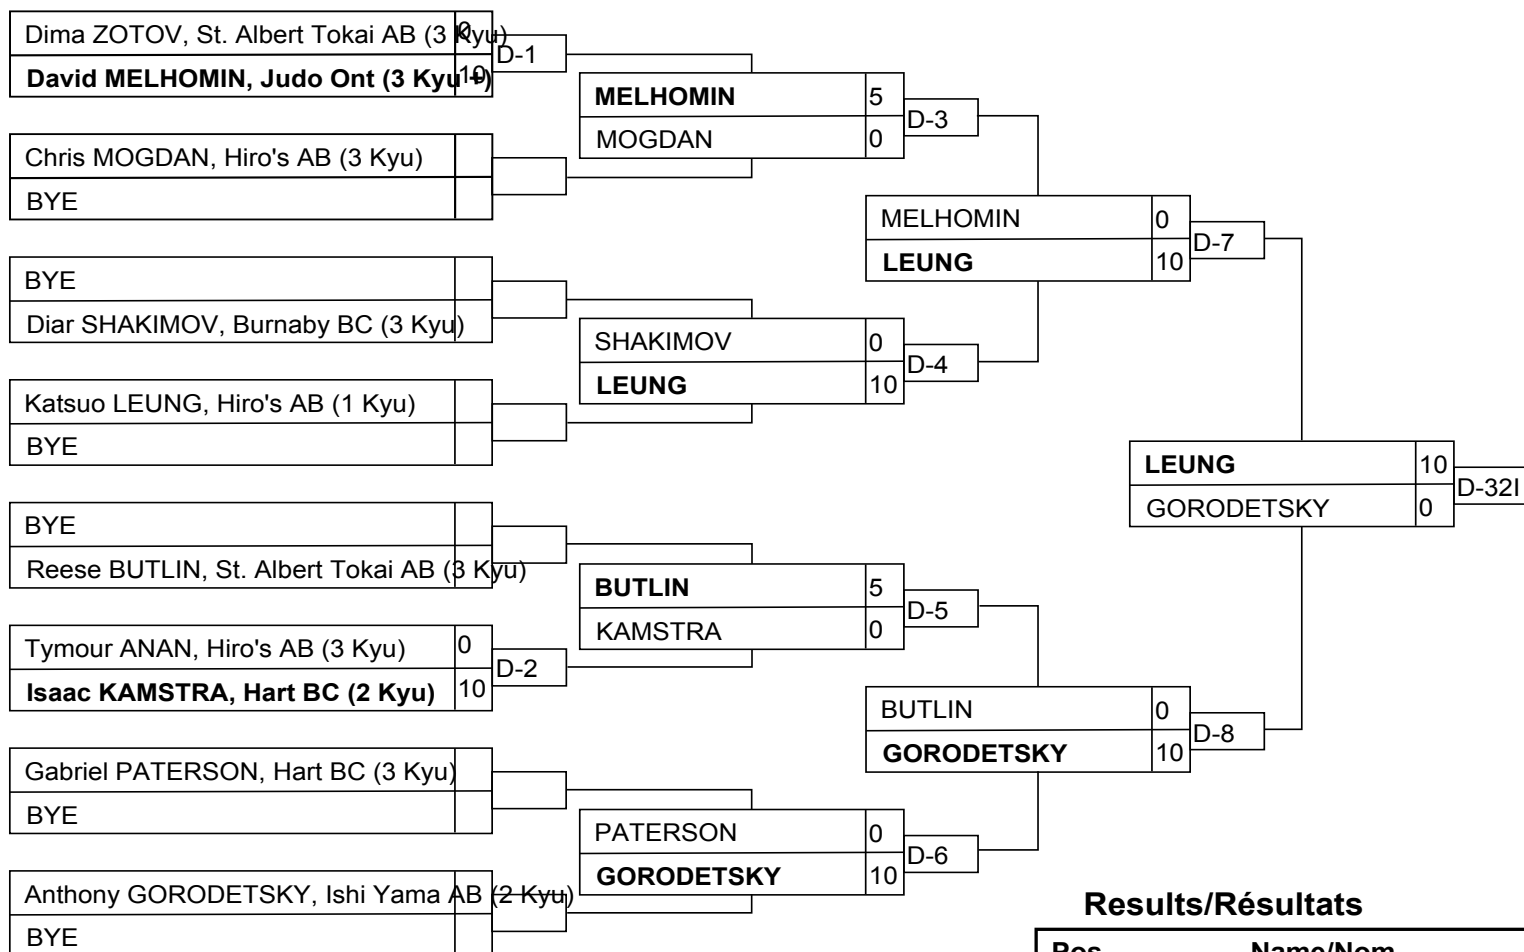 Dima ZOTOV, St. Albert Tokai AB (3 Kyu) 0
D-1
David MELHOMIN, Judo Ont (3 Kyu +) 10
Chris MOGDAN, Hiro's AB (3 Kyu)
BYE
BYE
Diar SHAKIMOV, Burnaby BC (3 Kyu)
Katsuo LEUNG, Hiro's AB (1 Kyu)
BYE
BYE
Reese BUTLIN, St. Albert Tokai AB (3 Kyu)
Tymour ANAN, Hiro's AB (3 Kyu) 0
D-2
Isaac KAMSTRA, Hart BC (2 Kyu) 10
Gabriel PATERSON, Hart BC (3 Kyu)
BYE
Anthony GORODETSKY, Ishi Yama AB (2 Kyu)
BYE
MELHOMIN 5
D-3
MOGDAN 0
SHAKIMOV 0
D-4
LEUNG 10
BUTLIN 5
D-5
KAMSTRA 0
PATERSON 0
D-6
GORODETSKY 10
MELHOMIN 0
D-7
LEUNG 10
BUTLIN 0
D-8
GORODETSKY 10
LEUNG 10
D-32I
GORODETSKY 0
Results/Résultats
Pos. Name/Nom